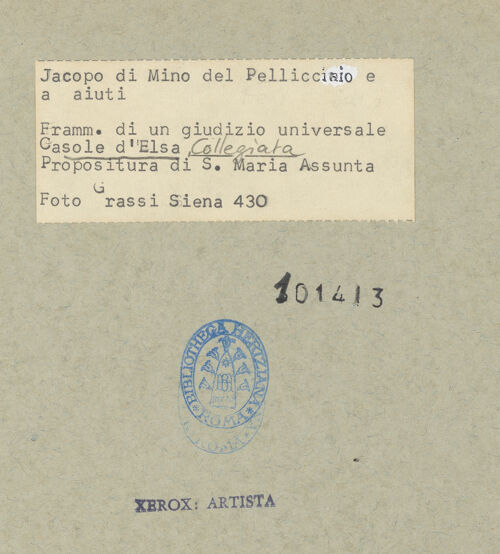 Jacopo di Mino del Pelliccinio e
a aiuti
Framm. di un giudizio universale
Casole d"Elsa Collegiata
Propositura di S. Maria Assunta
Foto Grassi Siena 430
101413
BIBLIOTHECA HERTZIANA
ROMA
XEROX: ARTISTA